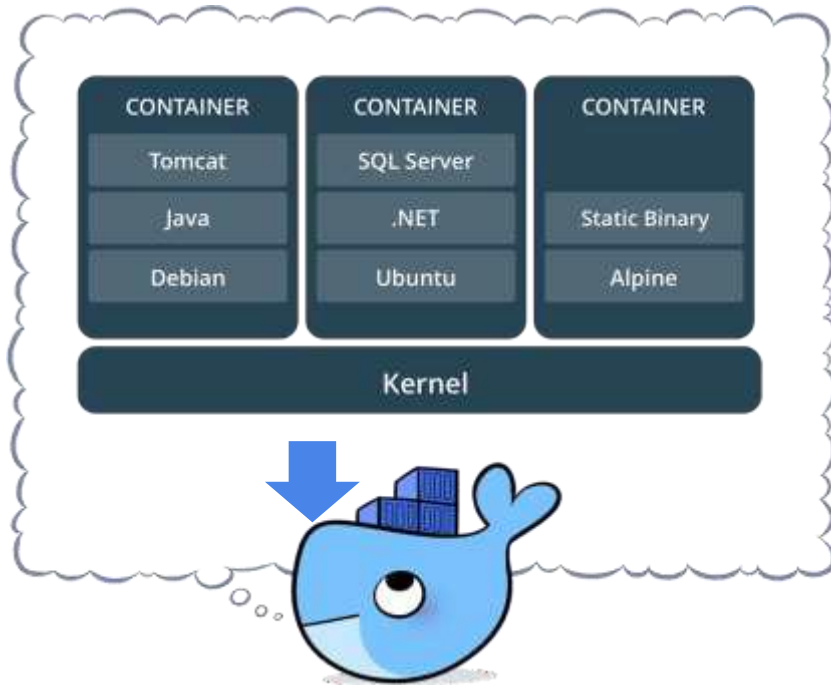 CONTAINER
Tomcat
Java
Debian
CONTAINER
SQL Server
.NET
Ubuntu
CONTAINER
Static Binary
Alpine
Kernel